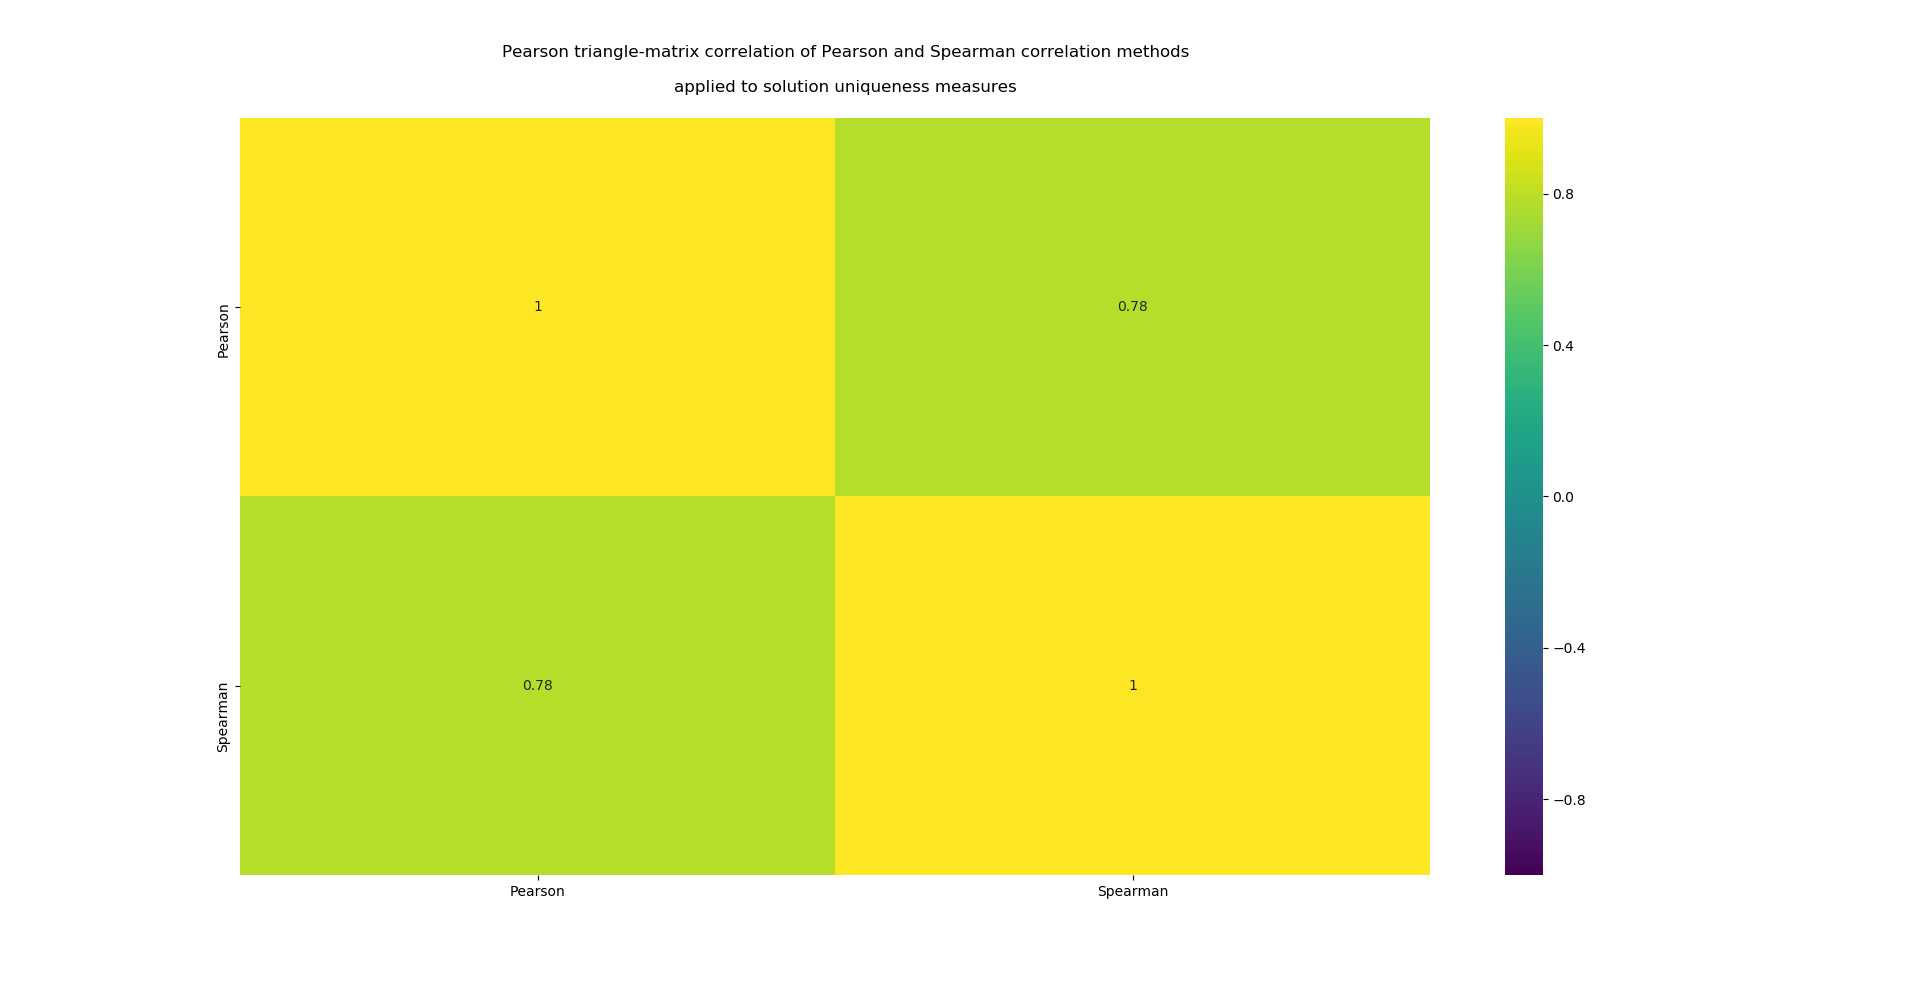 Pearson triangle-matrix correlation of Pearson and Spearman correlation methods
applied to solution uniqueness measures
Pearson
1
0.78
Spearman
0.78
1
Pearson
Spearman
0.8
0.4
0.0
−0.4
−0.8